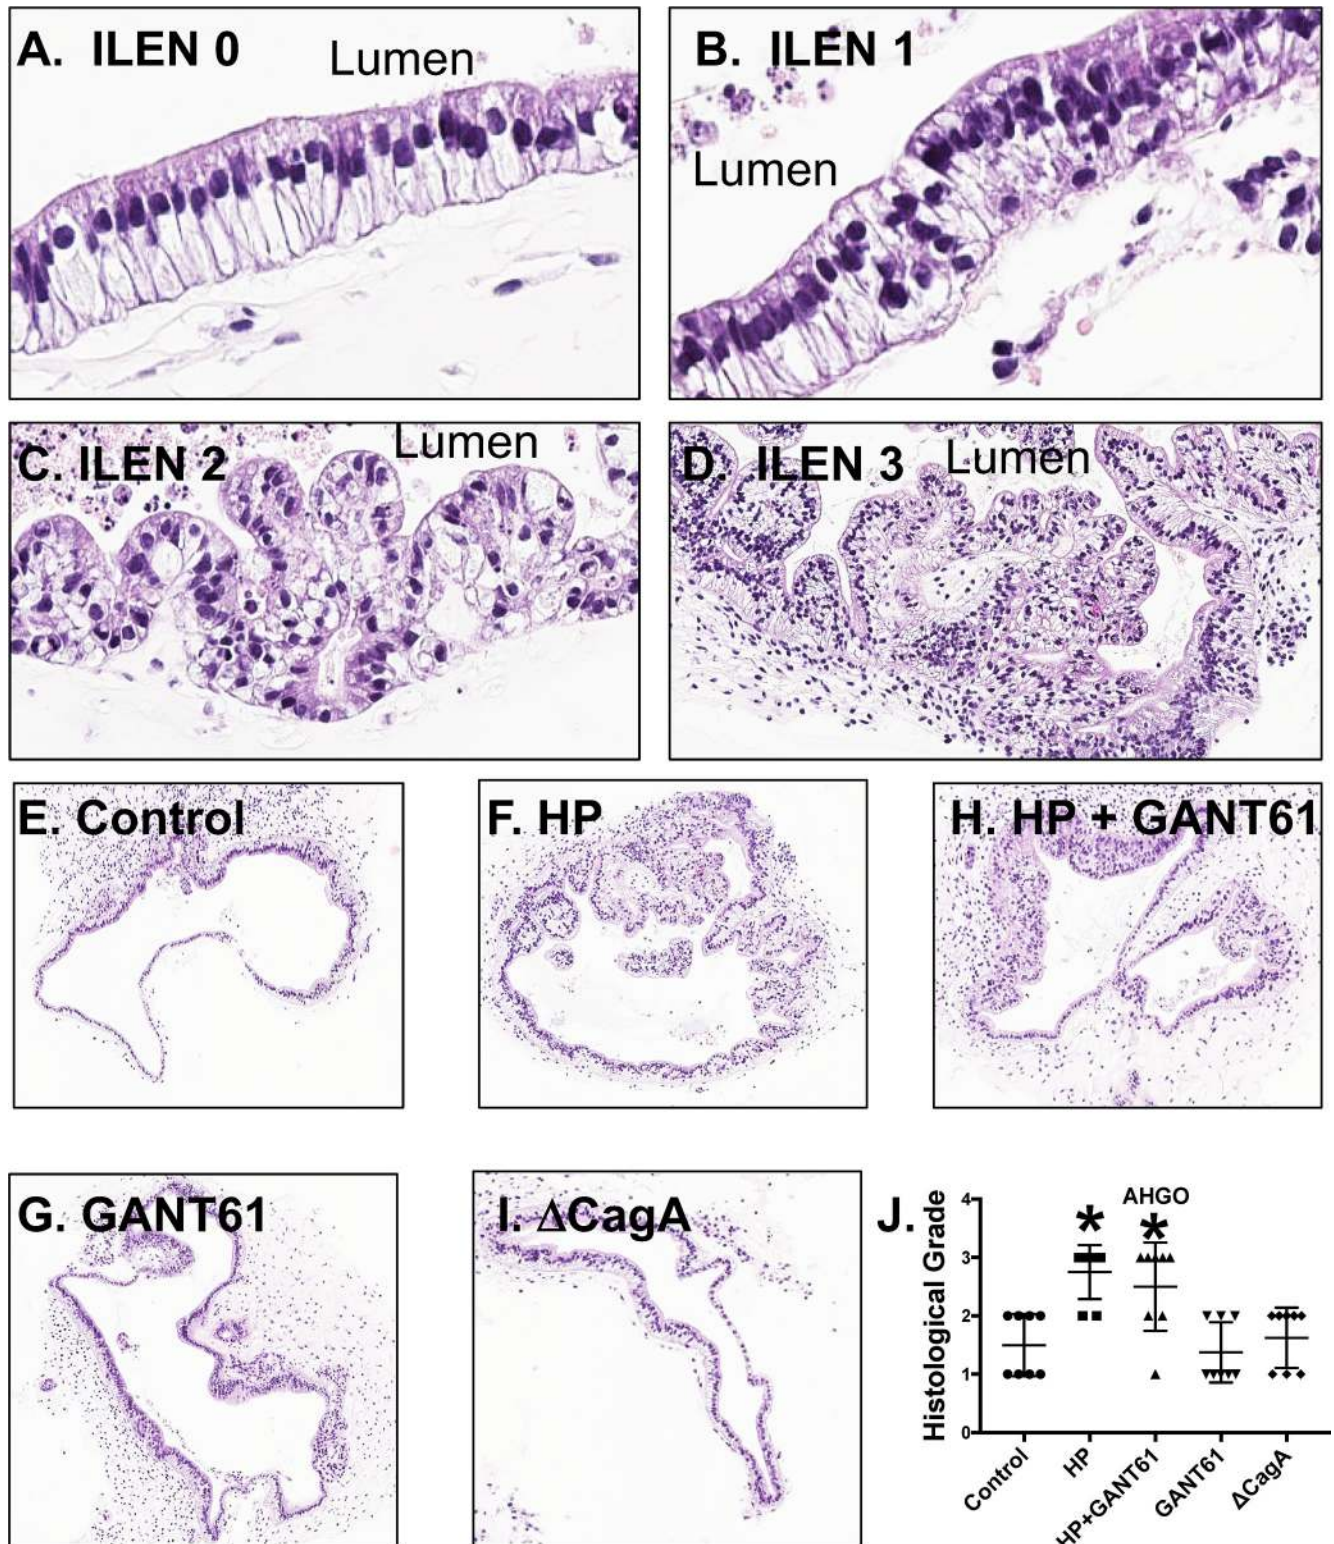 A. ILEN 0
Lumen
B. ILEN 1
Lumen
C. ILEN 2
Lumen
D. ILEN 3
Lumen
E. Control
F. HP
H. HP + GANT61
G. GANT61
I. ΔCagA
J.
AHGO
*
*
Histological Grade
4
3
2
1
0
Control
HP
HP+GANT61
GANT61
ΔCagA